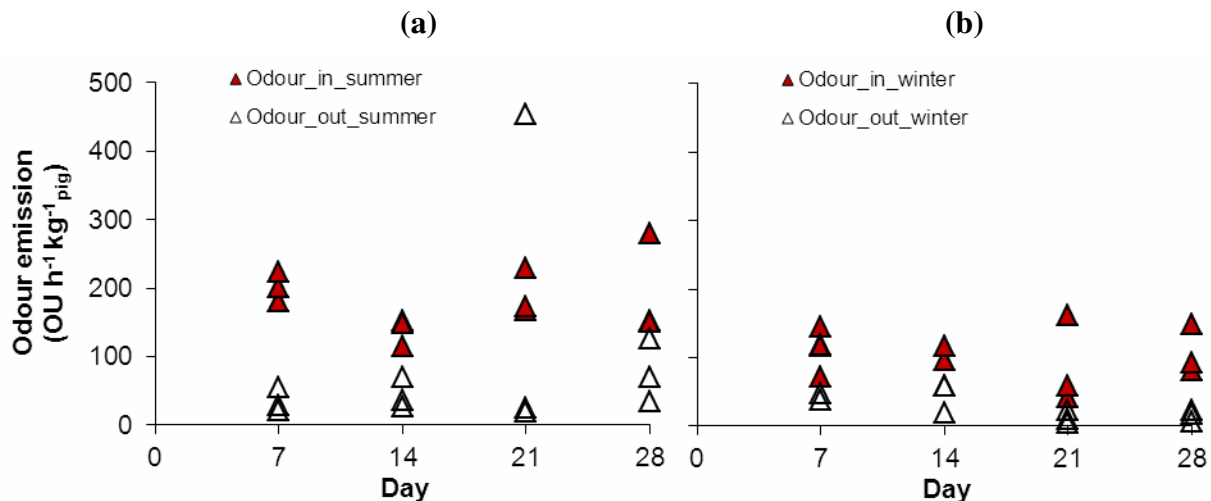 (a)
(b)
Odour_in_summer
Odour_out_summer
Odour_in_winter
Odour_out_winter
Odour emission
(OU h⁻¹ kg⁻¹pig)
500
400
300
200
100
0
0 7 14 21 28
Day
0 7 14 21 28
Day